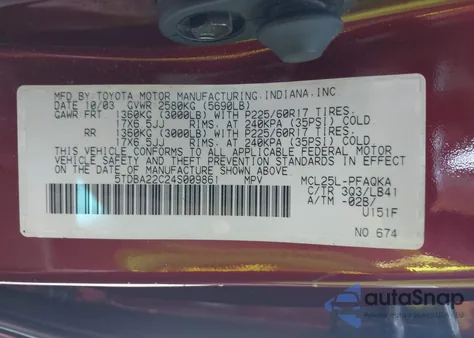 MFD BY TOYOTA MOTOR MANUFACTURING, INDIANA, INC.
DATE 10/03 GVWR 2580KG (5690LB)
GAWR FRT 1360KG (3000LB) WITH P225/60R17 TIRES,
17X6.5JJ RIMS, AT 240KPA (35PSI) COLD
RR 1360KG (3000LB) WITH P225/60R17 TIRES,
17X6.5JJ RIMS, AT 240KPA (35PSI) COLD
THIS VEHICLE CONFORMS TO ALL APPLICABLE
FEDERAL MOTOR VEHICLE SAFETY, BUMPER, AND
THEFT PREVENTION STANDARDS IN EFFECT ON
THE DATE OF MANUFACTURE SHOWN ABOVE.
5TDBA22C24S009861 MPV MCL25L-PFAQKA
C/TR 3Q3/LB41
A/TM -02B/
U151F
NO 674
autoSnap